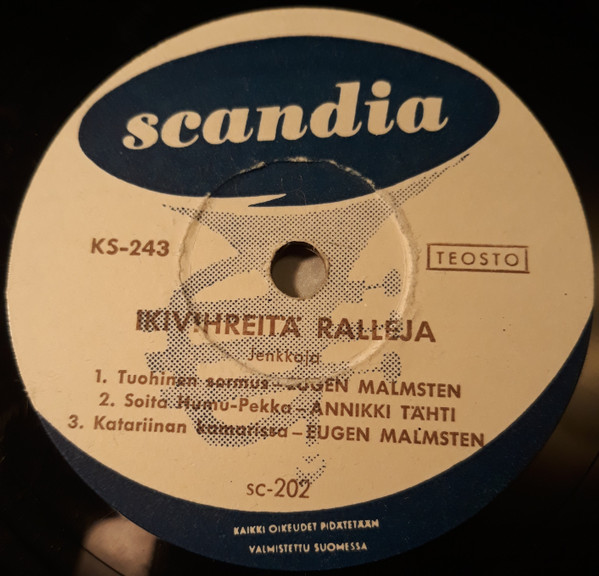 scandia
KS-243
TEOSTO
IKIVIHREITÄ RALLEJA
Jenkkoja
1. Tuohinen sormus – EUGEN MALMSTEN
2. Soita Humu-Pekka – ANNIKKI TÄHTI
3. Katariinan kamarissa – EUGEN MALMSTEN
sc-202
KAIKKI OIKEUDET PIDÄTETÄÄN
VALMISTETTU SUOMESSA